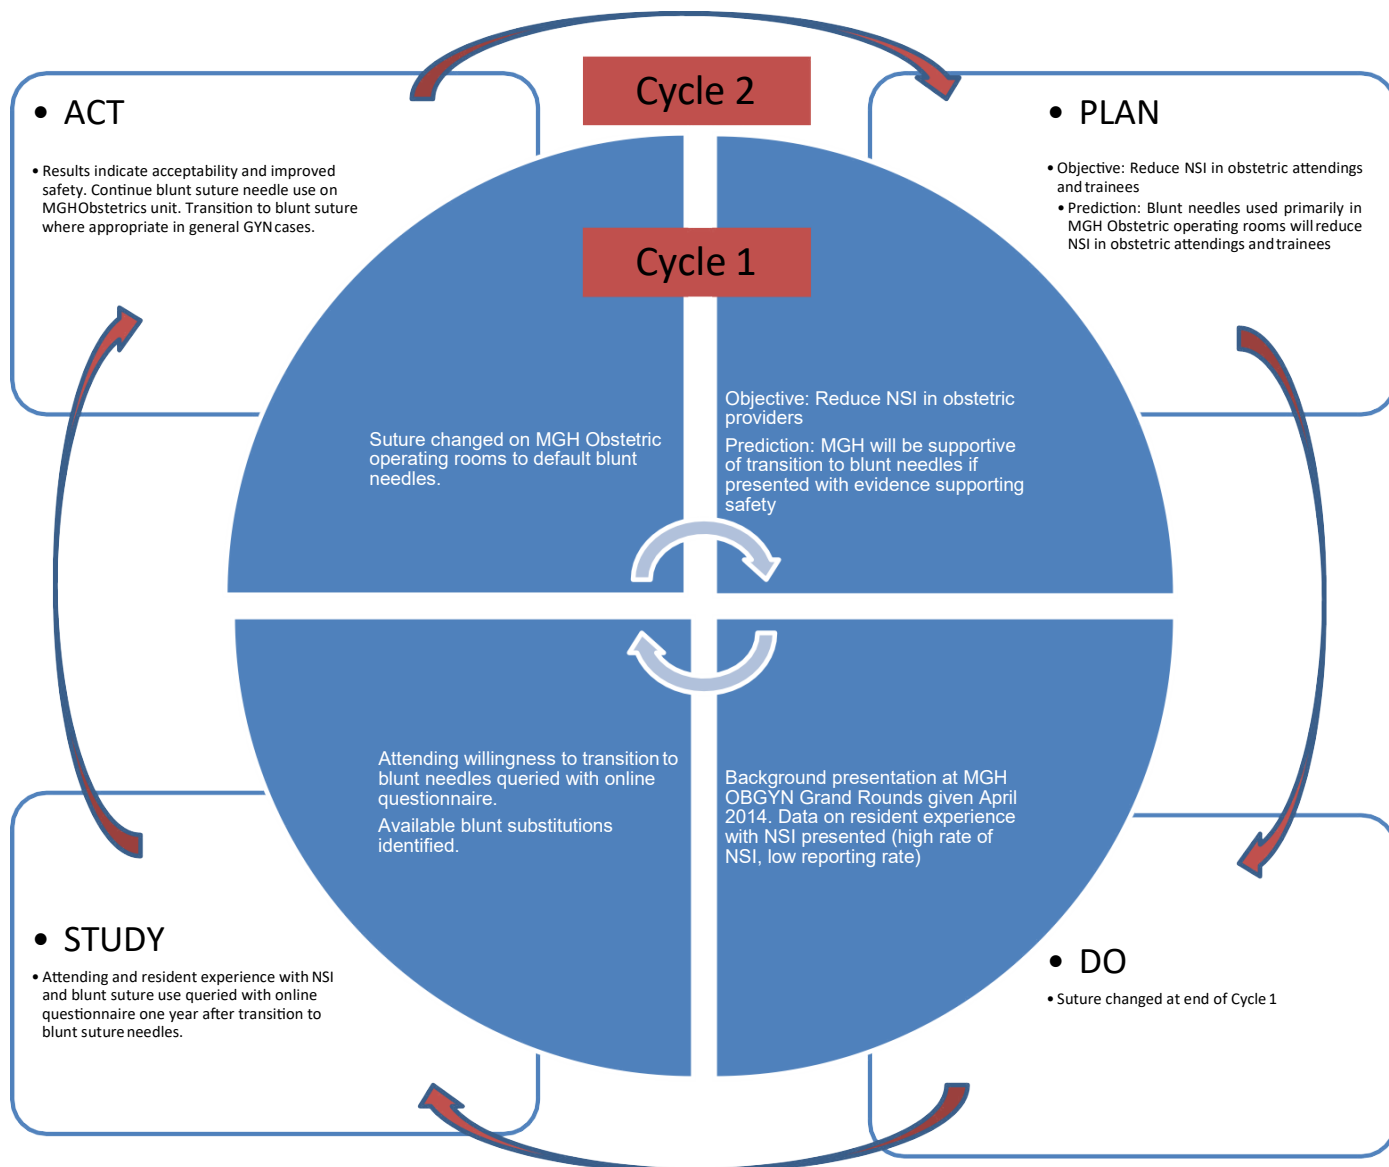 Cycle 2
• ACT
• Results indicate acceptability and improved
safety. Continue blunt suture needle use on
MGHObstetrics unit. Transition to blunt suture
where appropriate in general GYN cases.
• PLAN
• Objective: Reduce NSI in obstetric attendings
and trainees
• Prediction: Blunt needles used primarily in
MGH Obstetric operating rooms will reduce
NSI in obstetric attendings and trainees
Cycle 1
Suture changed on MGH Obstetric
operating rooms to default blunt
needles.
Objective: Reduce NSI in obstetric
providers
Prediction: MGH will be supportive
of transition to blunt needles if
presented with evidence supporting
safety
Attending willingness to transition to
blunt needles queried with online
questionnaire.
Available blunt substitutions
identified.
Background presentation at MGH
OBGYN Grand Rounds given April
2014. Data on resident experience
with NSI presented (high rate of
NSI, low reporting rate)
• STUDY
• Attending and resident experience with NSI
and blunt suture use queried with online
questionnaire one year after transition to
blunt suture needles.
• DO
• Suture changed at end of Cycle 1